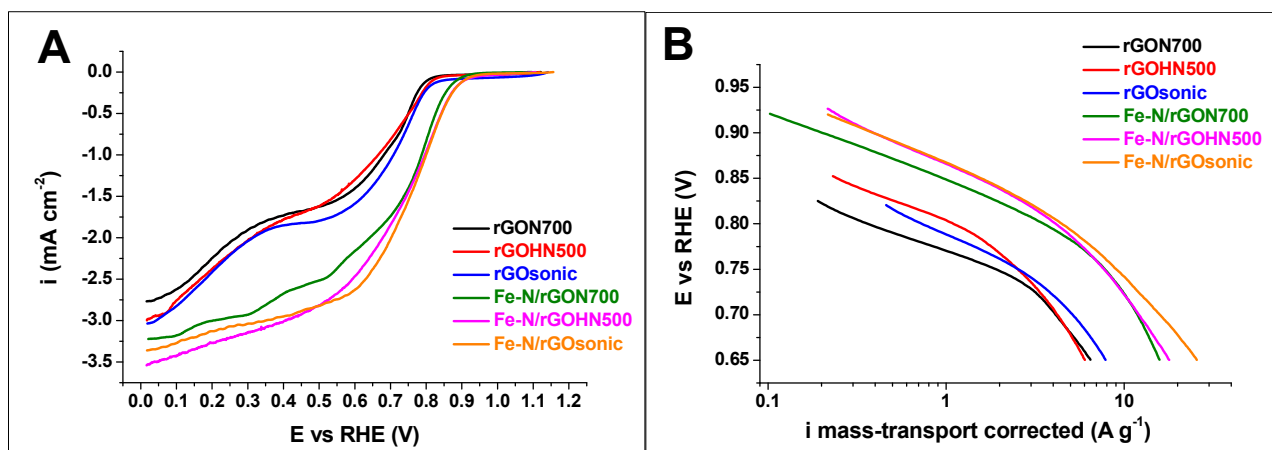 A
0.0
-0.5
-1.0
-1.5
-2.0
-2.5
-3.0
-3.5
i (mA cm⁻²)
rGON700
rGOHN500
rGOsonic
Fe-N/rGON700
Fe-N/rGOHN500
Fe-N/rGOsonic
0.0 0.1 0.2 0.3 0.4 0.5 0.6 0.7 0.8 0.9 1.0 1.1 1.2
E vs RHE (V)
B
rGON700
rGOHN500
rGOsonic
Fe-N/rGON700
Fe-N/rGOHN500
Fe-N/rGOsonic
0.95
0.90
0.85
0.80
0.75
0.70
0.65
E vs RHE (V)
0.1 1 10
i mass-transport corrected (A g⁻¹)